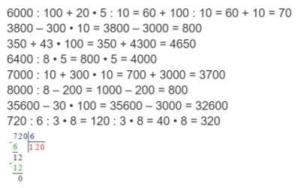 6000 : 100 + 20 • 5 : 10 = 60 + 100 : 10 = 60 + 10 = 70
3800 – 300 • 10 = 3800 – 3000 = 800
350 + 43 • 100 = 350 + 4300 = 4650
6400 : 8 • 5 = 800 • 5 = 4000
7000 : 10 + 300 • 10 = 700 + 3000 = 3700
8000 : 8 – 200 = 1000 – 200 = 800
35600 – 30 • 100 = 35600 – 3000 = 32600
720 : 6 : 3 • 8 = 120 : 3 • 8 = 40 • 8 = 320
-720|6
6 |120
-12
12
0